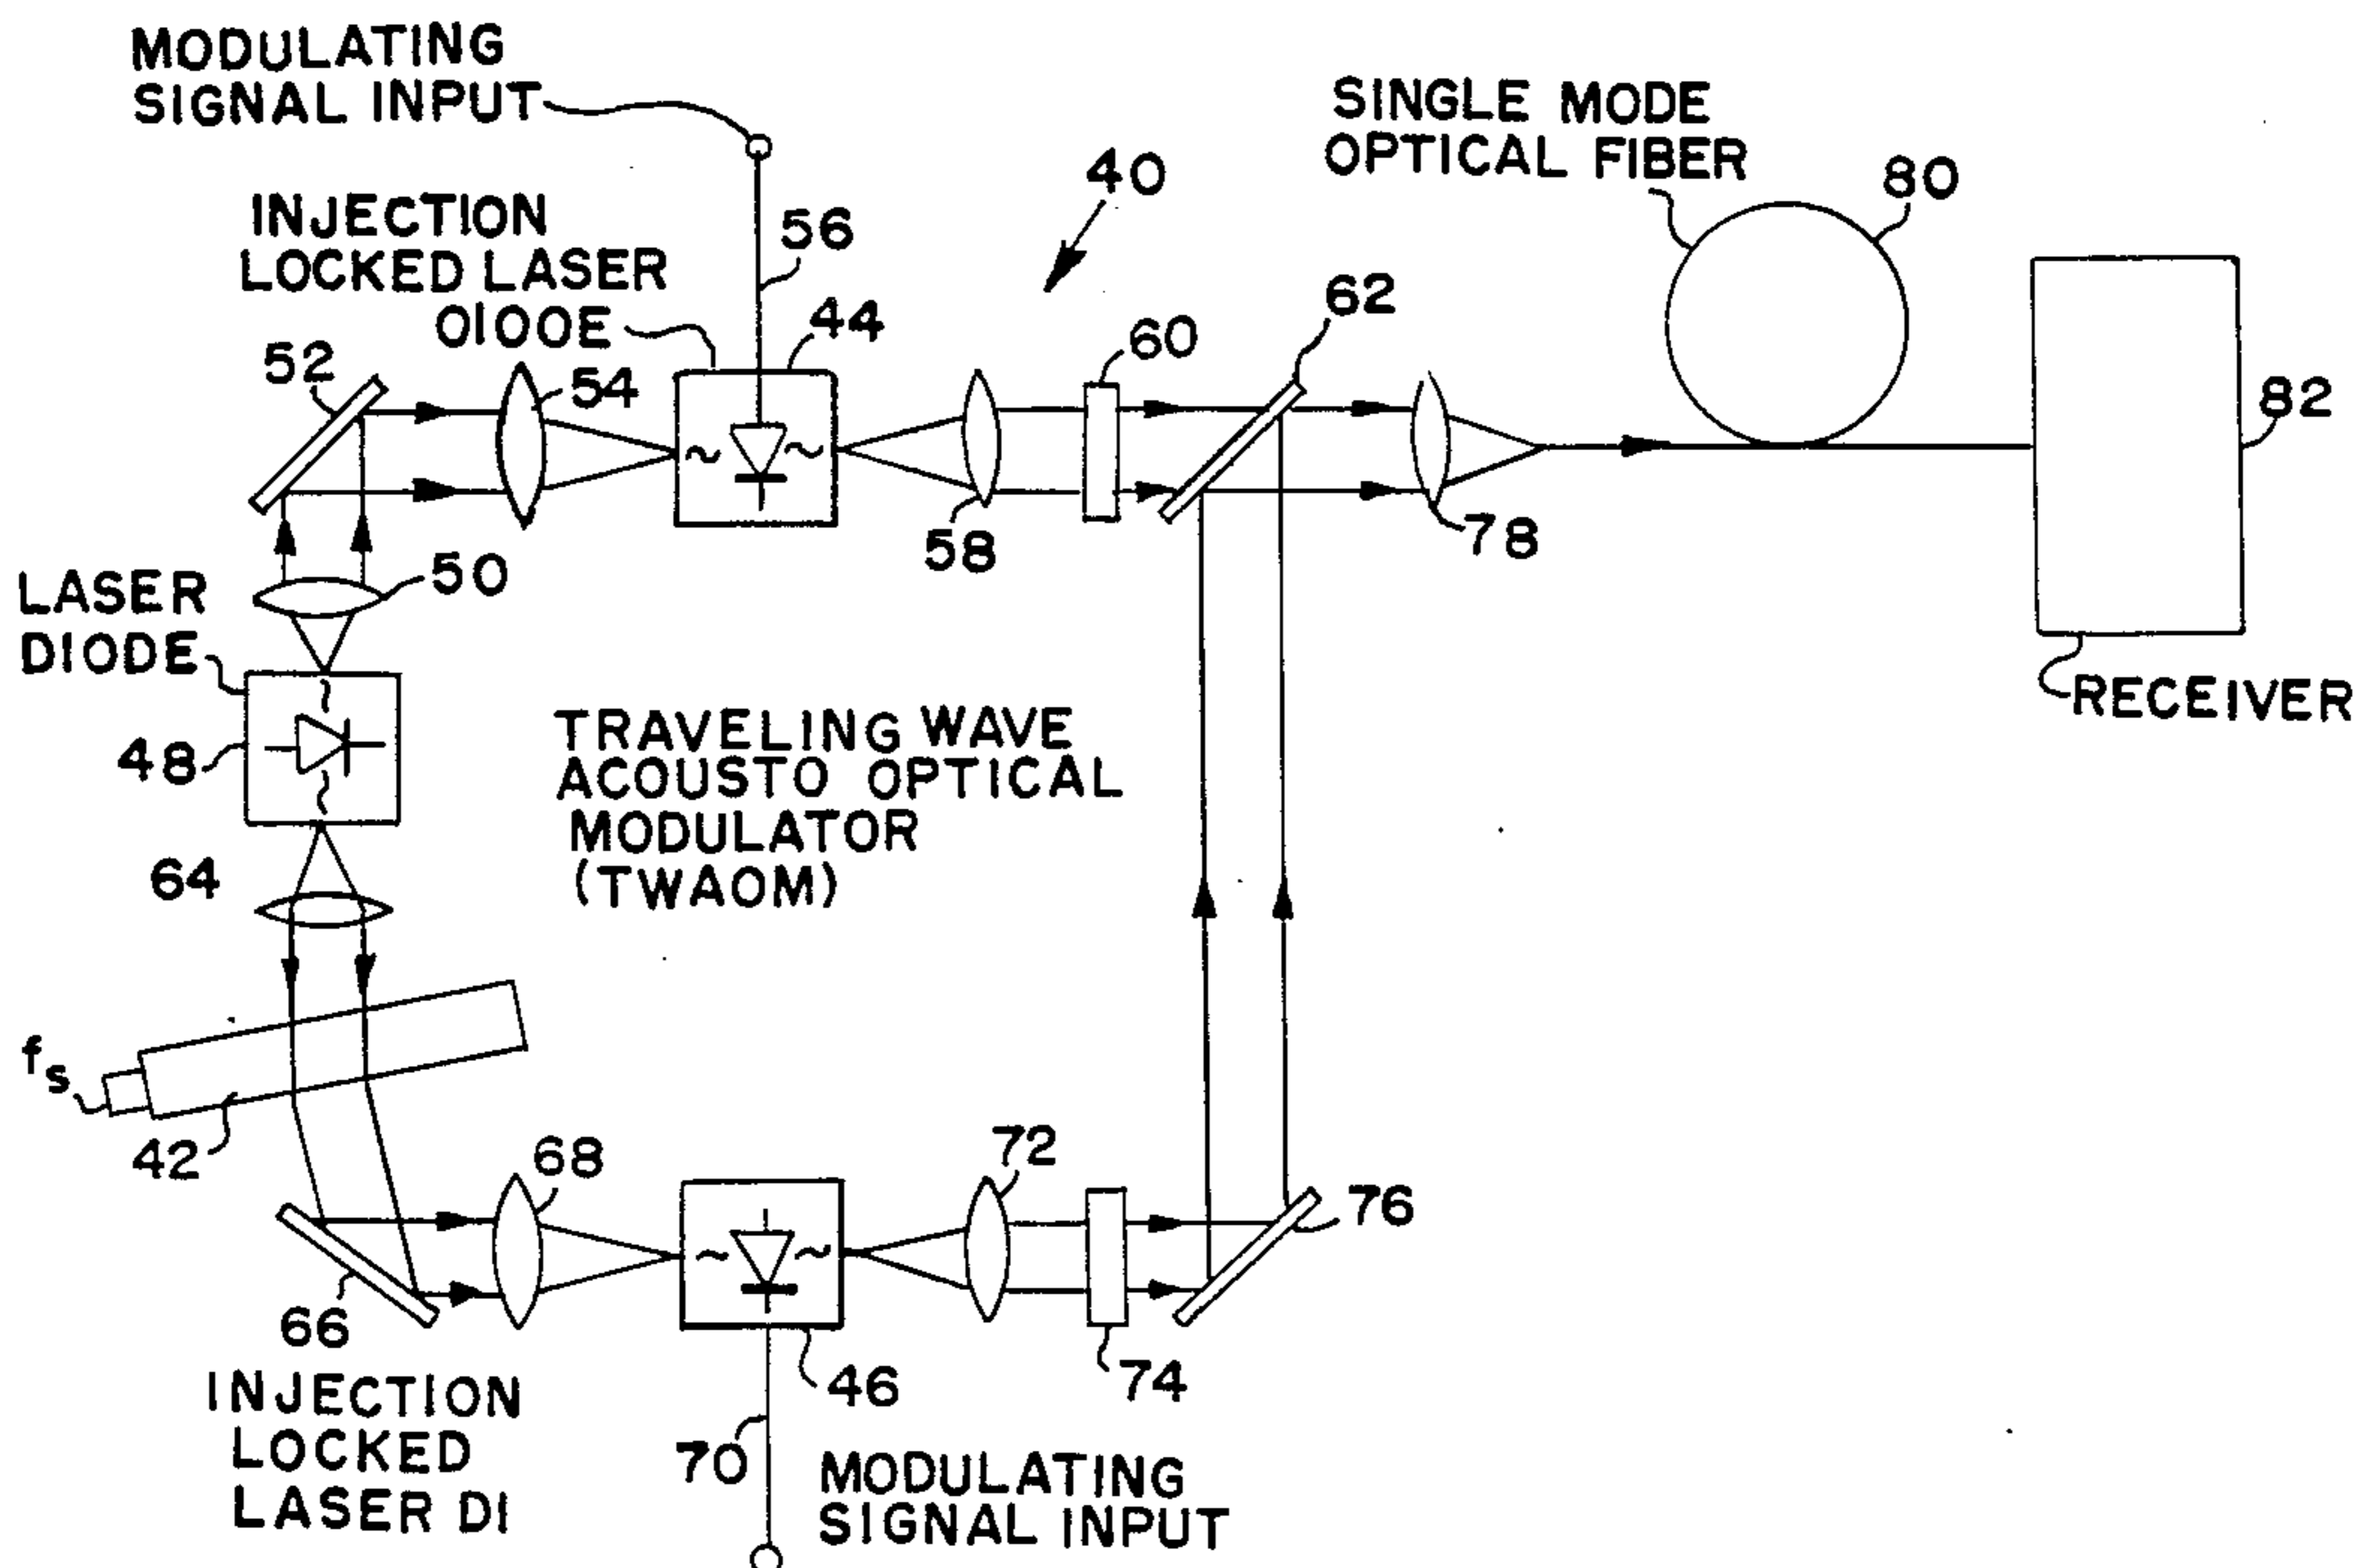 MODULATING
SIGNAL INPUT
SINGLE MODE
OPTICAL FIBER
80
40
INJECTION
LOCKED LASER
DIODE
56
44
62
60
52
54
82
58
78
50
LASER
DIODE
RECEIVER
48
TRAVELING WAVE
ACOUSTO OPTICAL
MODULATOR
(TWAOM)
64
fs
42
68
72
76
66
46
74
INJECTION
LOCKED
LASER DI
70
MODULATING
SIGNAL INPUT